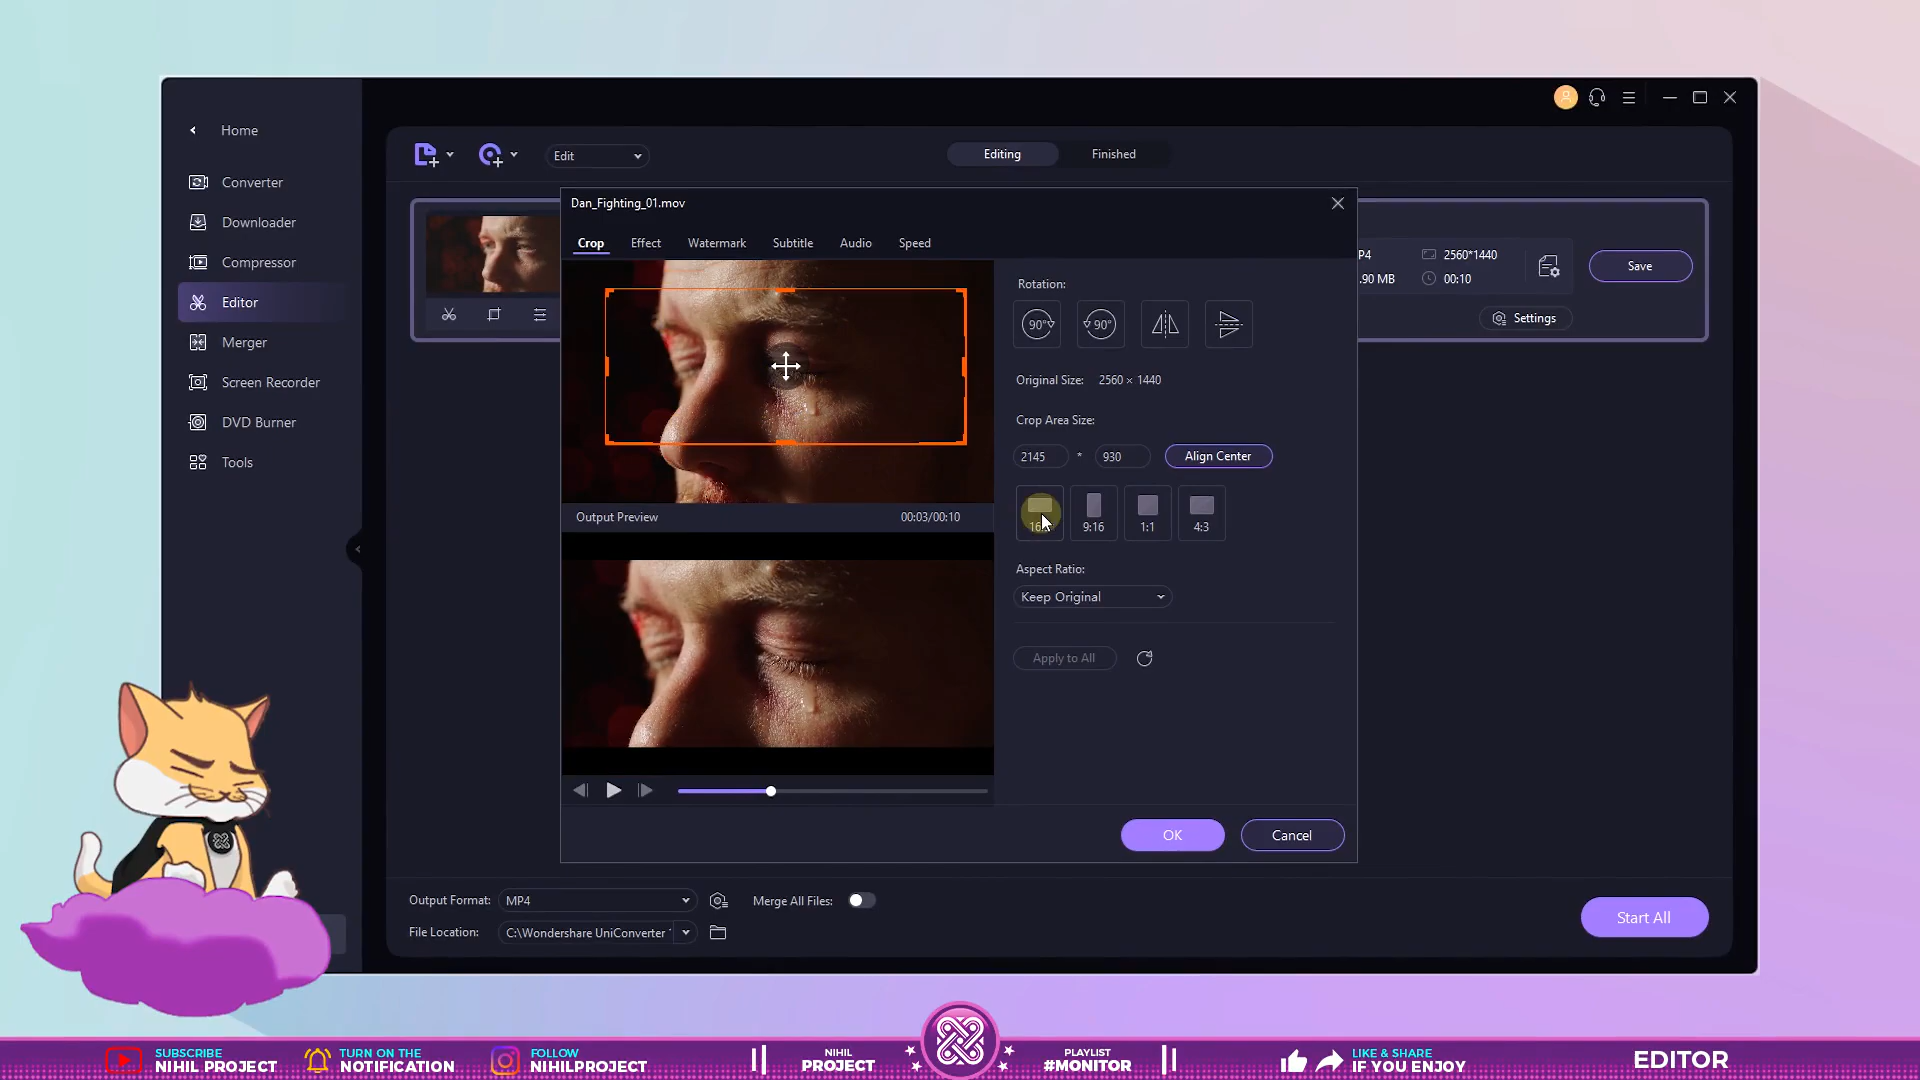 Home
Converter
Downloader
Compressor
Editor
Merger
Screen Recorder
DVD Burner
Tools
Edit
Editing
Finished
Dan_Fighting_01.mov
Crop
Effect
Watermark
Subtitle
Audio
Speed
Output Preview
00:03/00:10
Rotation:
90°
90°
Original Size: 2560 × 1440
Crop Area Size:
2145 * 930
Align Center
9:16
1:1
4:3
Aspect Ratio:
Keep Original
Apply to All
OK
Cancel
P4
2560*1440
.90 MB
00:10
Save
Settings
Output Format: MP4
Merge All Files:
File Location: C:\Wondershare UniConverter
Start All
SUBSCRIBE
NIHIL PROJECT
TURN ON THE
NOTIFICATION
FOLLOW
NIHILPROJECT
NIHIL
PROJECT
PLAYLIST
#MONITOR
LIKE & SHARE
IF YOU ENJOY
EDITOR